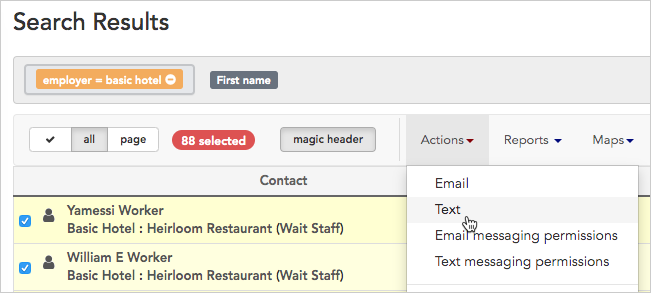 Search Results
employer = basic hotel
First name
all page 88 selected magic header Actions Reports Maps
Contact
Email
Text
Email messaging permissions
Text messaging permissions
Yamessi Worker
Basic Hotel : Heirloom Restaurant (Wait Staff)
William E Worker
Basic Hotel : Heirloom Restaurant (Wait Staff)